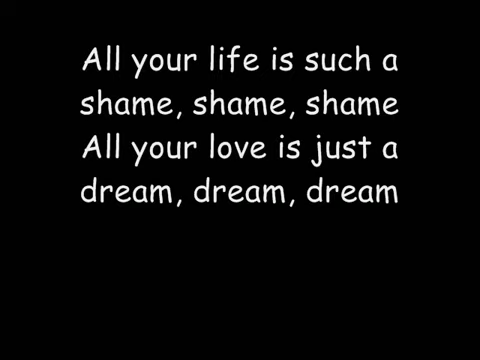 All your life is such a
shame, shame, shame
All your love is just a
dream, dream, dream